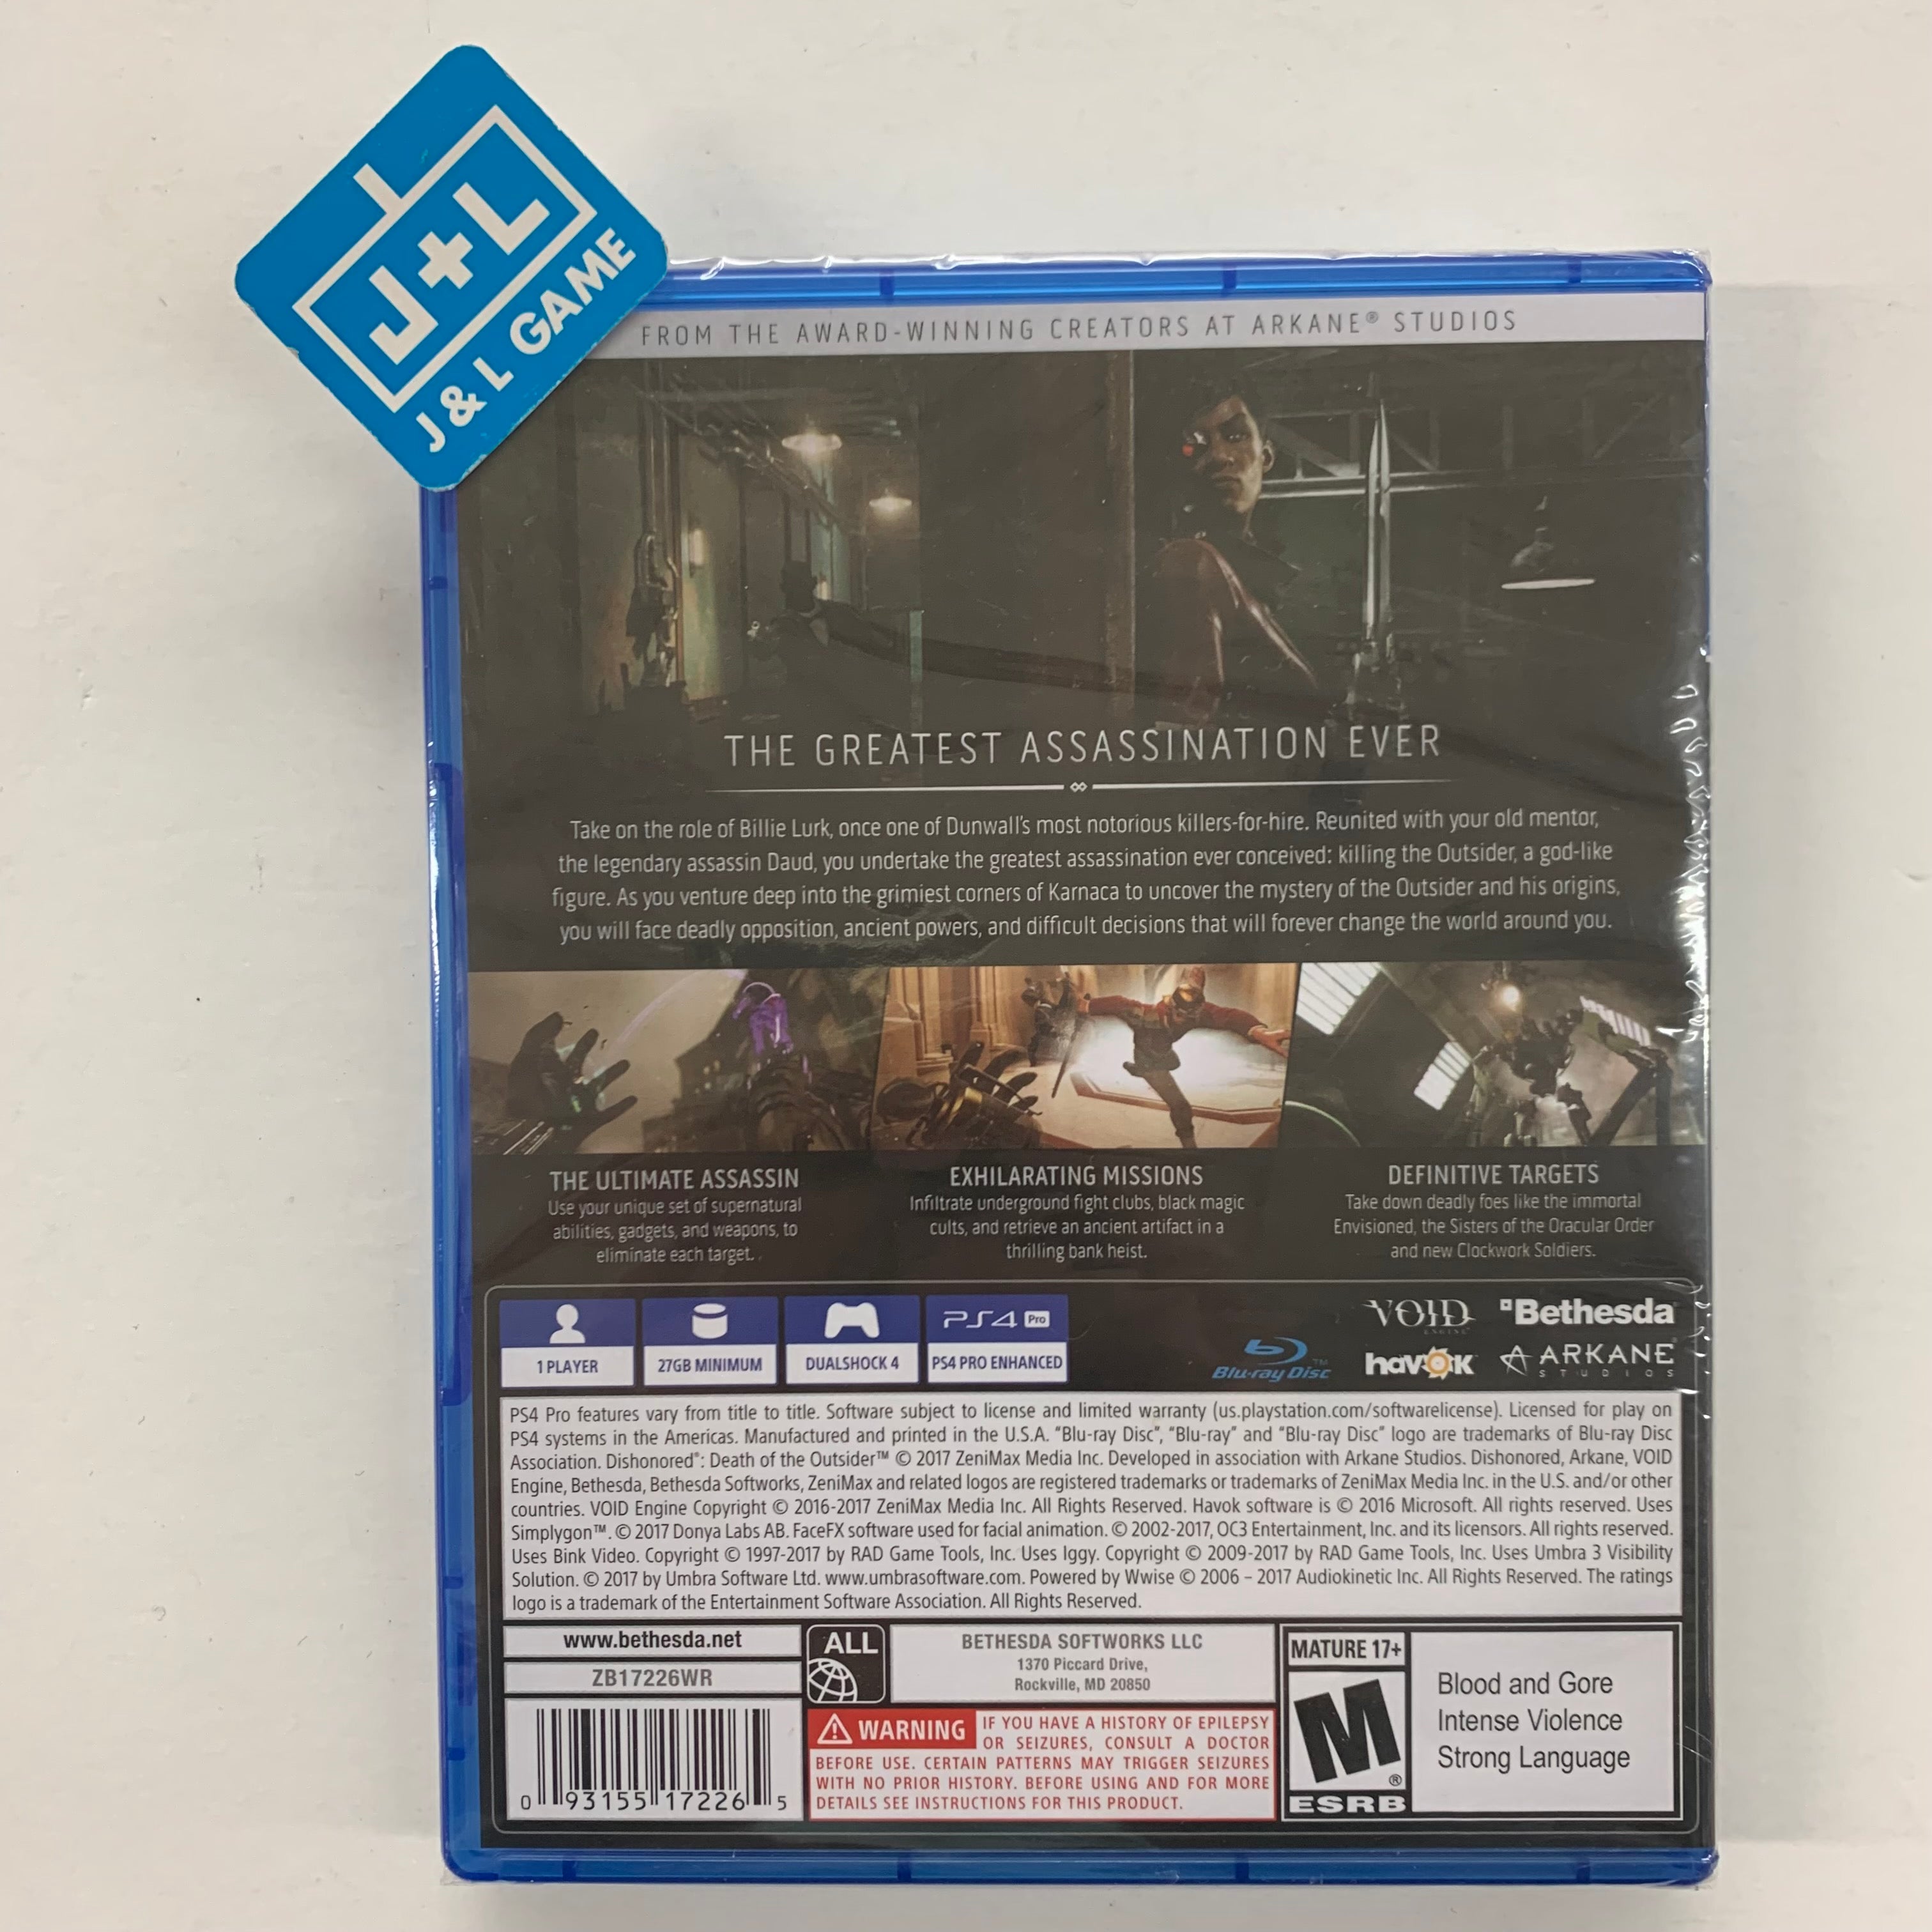 J+L
J & L GAME
FROM THE AWARD-WINNING CREATORS AT ARKANE® STUDIOS
THE GREATEST ASSASSINATION EVER
Take on the role of Billie Lurk, once one of Dunwall's most notorious killers-for-hire. Reunited with your old mentor,
the legendary assassin Daud, you undertake the greatest assassination ever conceived: killing the Outsider, a god-like
figure. As you venture deep into the grimiest corners of Karnaca to uncover the mystery of the Outsider and his origins,
you will face deadly opposition, ancient powers, and difficult decisions that will forever change the world around you.
THE ULTIMATE ASSASSIN
Use your unique set of supernatural
abilities, gadgets, and weapons, to
eliminate each target.
EXHILARATING MISSIONS
Infiltrate underground fight clubs, black magic
cults, and retrieve an ancient artifact in a
thrilling bank heist.
DEFINITIVE TARGETS
Take down deadly foes like the immortal
Envisioned, the Sisters of the Oracular Order
and new Clockwork Soldiers.
1 PLAYER
27GB MINIMUM
DUALSHOCK 4
PS4 Pro
PS4 PRO ENHANCED
Blu-ray Disc™
VOID
ENGINE
Bethesda
havok
ARKANE
STUDIOS
PS4 Pro features vary from title to title. Software subject to license and limited warranty (us.playstation.com/softwarelicense). Licensed for play on
PS4 systems in the Americas. Manufactured and printed in the U.S.A. "Blu-ray Disc", "Blu-ray" and "Blu-ray Disc" logo are trademarks of Blu-ray Disc
Association. Dishonored®: Death of the Outsider™ © 2017 ZeniMax Media Inc. Developed in association with Arkane Studios. Dishonored, Arkane, VOID
Engine, Bethesda, Bethesda Softworks, ZeniMax and related logos are registered trademarks or trademarks of ZeniMax Media Inc. in the U.S. and/or other
countries. VOID Engine Copyright © 2016-2017 ZeniMax Media Inc. All Rights Reserved. Havok software is © 2016 Microsoft. All rights reserved. Uses
Simplygon™. © 2017 Donya Labs AB. FaceFX software used for facial animation. © 2002-2017, OC3 Entertainment, Inc. and its licensors. All rights reserved.
Uses Bink Video. Copyright © 1997-2017 by RAD Game Tools, Inc. Uses Iggy. Copyright © 2009-2017 by RAD Game Tools, Inc. Uses Umbra 3 Visibility
Solution. © 2017 by Umbra Software Ltd. www.umbrasoftware.com. Powered by Wwise © 2006 – 2017 Audiokinetic Inc. All Rights Reserved. The ratings
logo is a trademark of the Entertainment Software Association. All Rights Reserved.
www.bethesda.net
ZB17226WR
0 93155 17226 5
ALL
BETHESDA SOFTWORKS LLC
1370 Piccard Drive,
Rockville, MD 20850
WARNING IF YOU HAVE A HISTORY OF EPILEPSY
OR SEIZURES, CONSULT A DOCTOR
BEFORE USE. CERTAIN PATTERNS MAY TRIGGER SEIZURES
WITH NO PRIOR HISTORY. BEFORE USING AND FOR MORE
DETAILS SEE INSTRUCTIONS FOR THIS PRODUCT.
MATURE 17+
M®
ESRB
Blood and Gore
Intense Violence
Strong Language